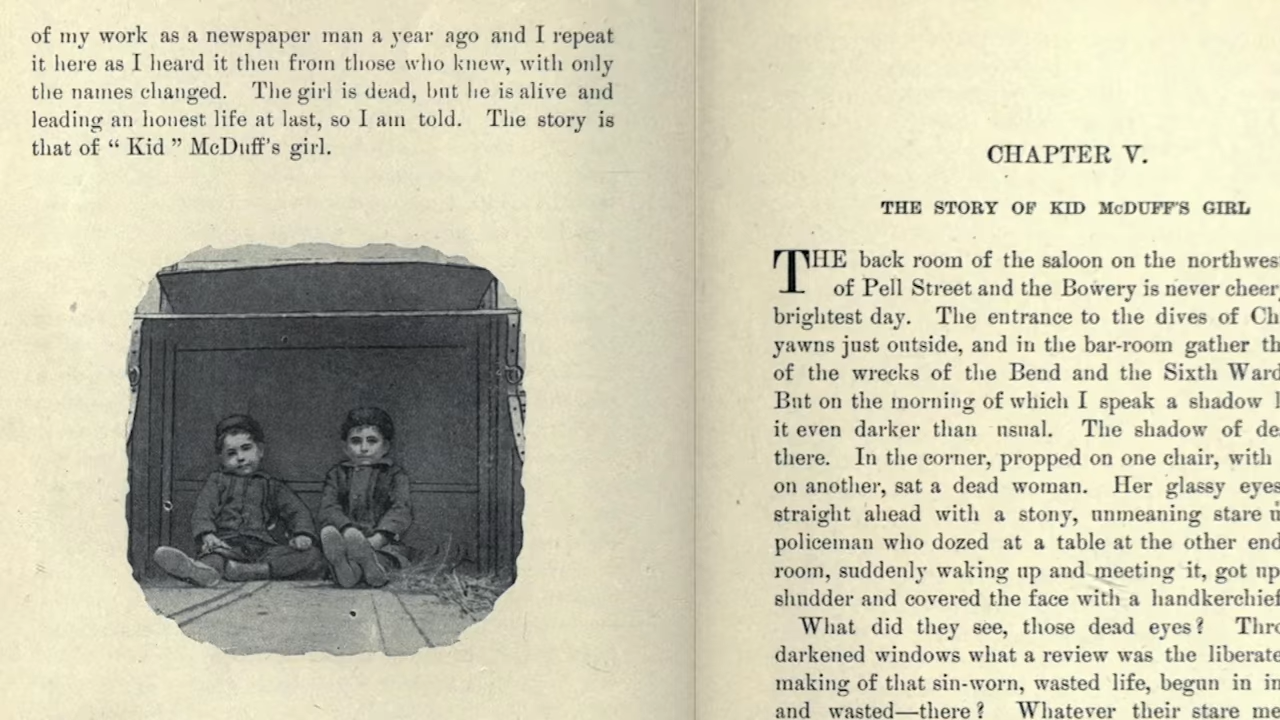 of my work as a newspaper man a year ago and I repeat
it here as I heard it then from those who knew, with only
the names changed. The girl is dead, but he is alive and
leading an honest life at last, so I am told. The story is
that of “ Kid ” McDuff's girl.
CHAPTER V.
THE STORY OF KID McDUFF'S GIRL
THE back room of the saloon on the northwes
of Pell Street and the Bowery is never cheer
brightest day. The entrance to the dives of Ch
yawns just outside, and in the bar-room gather th
of the wrecks of the Bend and the Sixth Ward
But on the morning of which I speak a shadow
it even darker than usual. The shadow of de
there. In the corner, propped on one chair, with
on another, sat a dead woman. Her glassy eyes
straight ahead with a stony, unmeaning stare
policeman who dozed at a table at the other end
room, suddenly waking up and meeting it, got up
shudder and covered the face with a handkerchief
What did they see, those dead eyes? Thro
darkened windows what a review was the liberate
making of that sin-worn, wasted life, begun in in
and wasted—there? Whatever their stare me